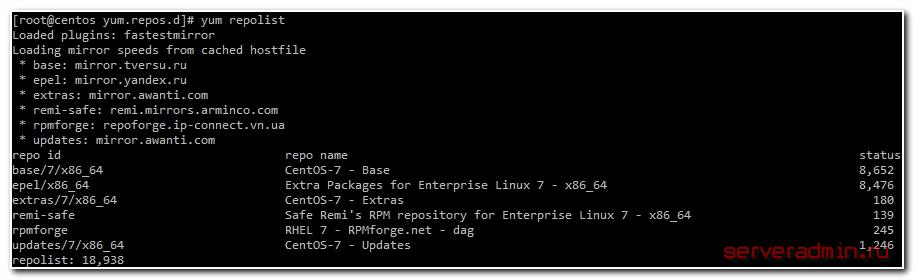 [root@centos yum.repos.d]# yum repolist
Loaded plugins: fastestmirror
Loading mirror speeds from cached hostfile
 * base: mirror.tversu.ru
 * epel: mirror.yandex.ru
 * extras: mirror.awanti.com
 * remi-safe: remi.mirrors.arminco.com
 * rpmforge: repoforge.ip-connect.vn.ua
 * updates: mirror.awanti.com
repo id repo name status
base/7/x86_64 CentOS-7 - Base 8,652
epel/x86_64 Extra Packages for Enterprise Linux 7 - x86_64 8,476
extras/7/x86_64 CentOS-7 - Extras 180
remi-safe Safe Remi's RPM repository for Enterprise Linux 7 - x86_64 139
rpmforge RHEL 7 - RPMforge.net - dag 245
updates/7/x86_64 CentOS-7 - Updates 1,246
repolist: 18,938
serveradmin.ru